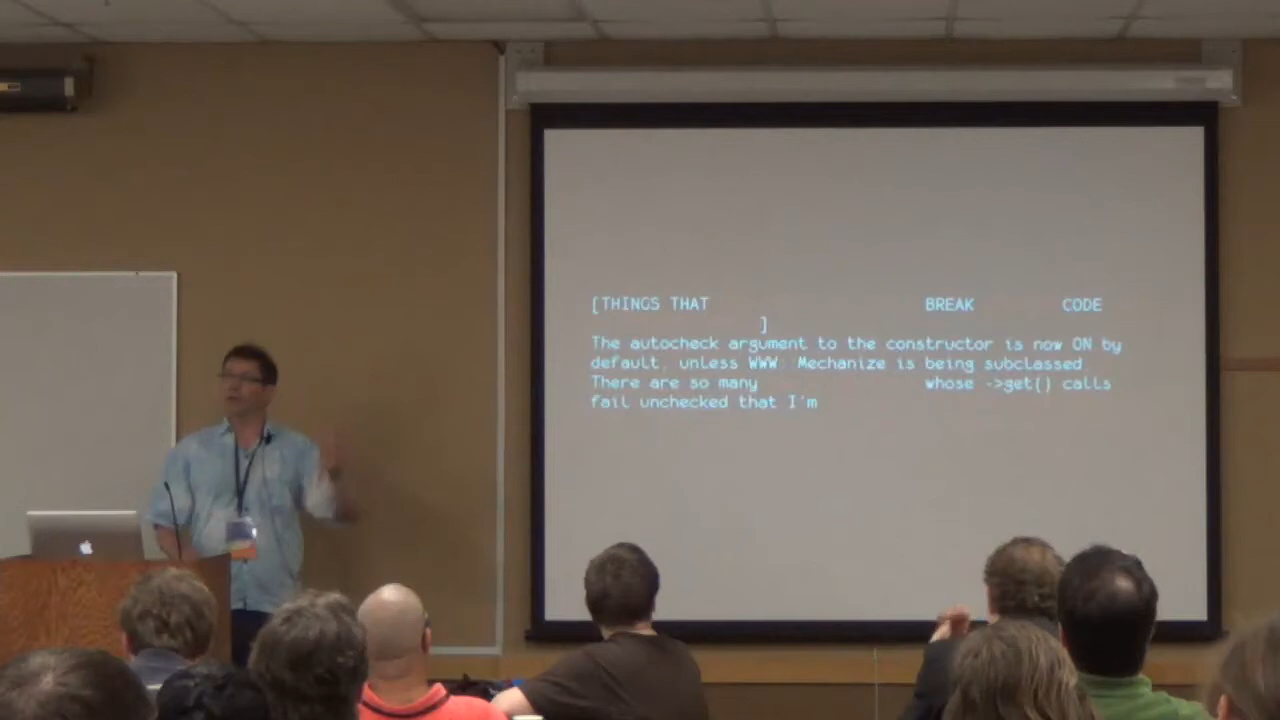 [THINGS THAT BREAK CODE
]
The autocheck argument to the constructor is now ON by
default, unless WWW::Mechanize is being subclassed
There are so many whose ->get() calls
fail unchecked that I'm